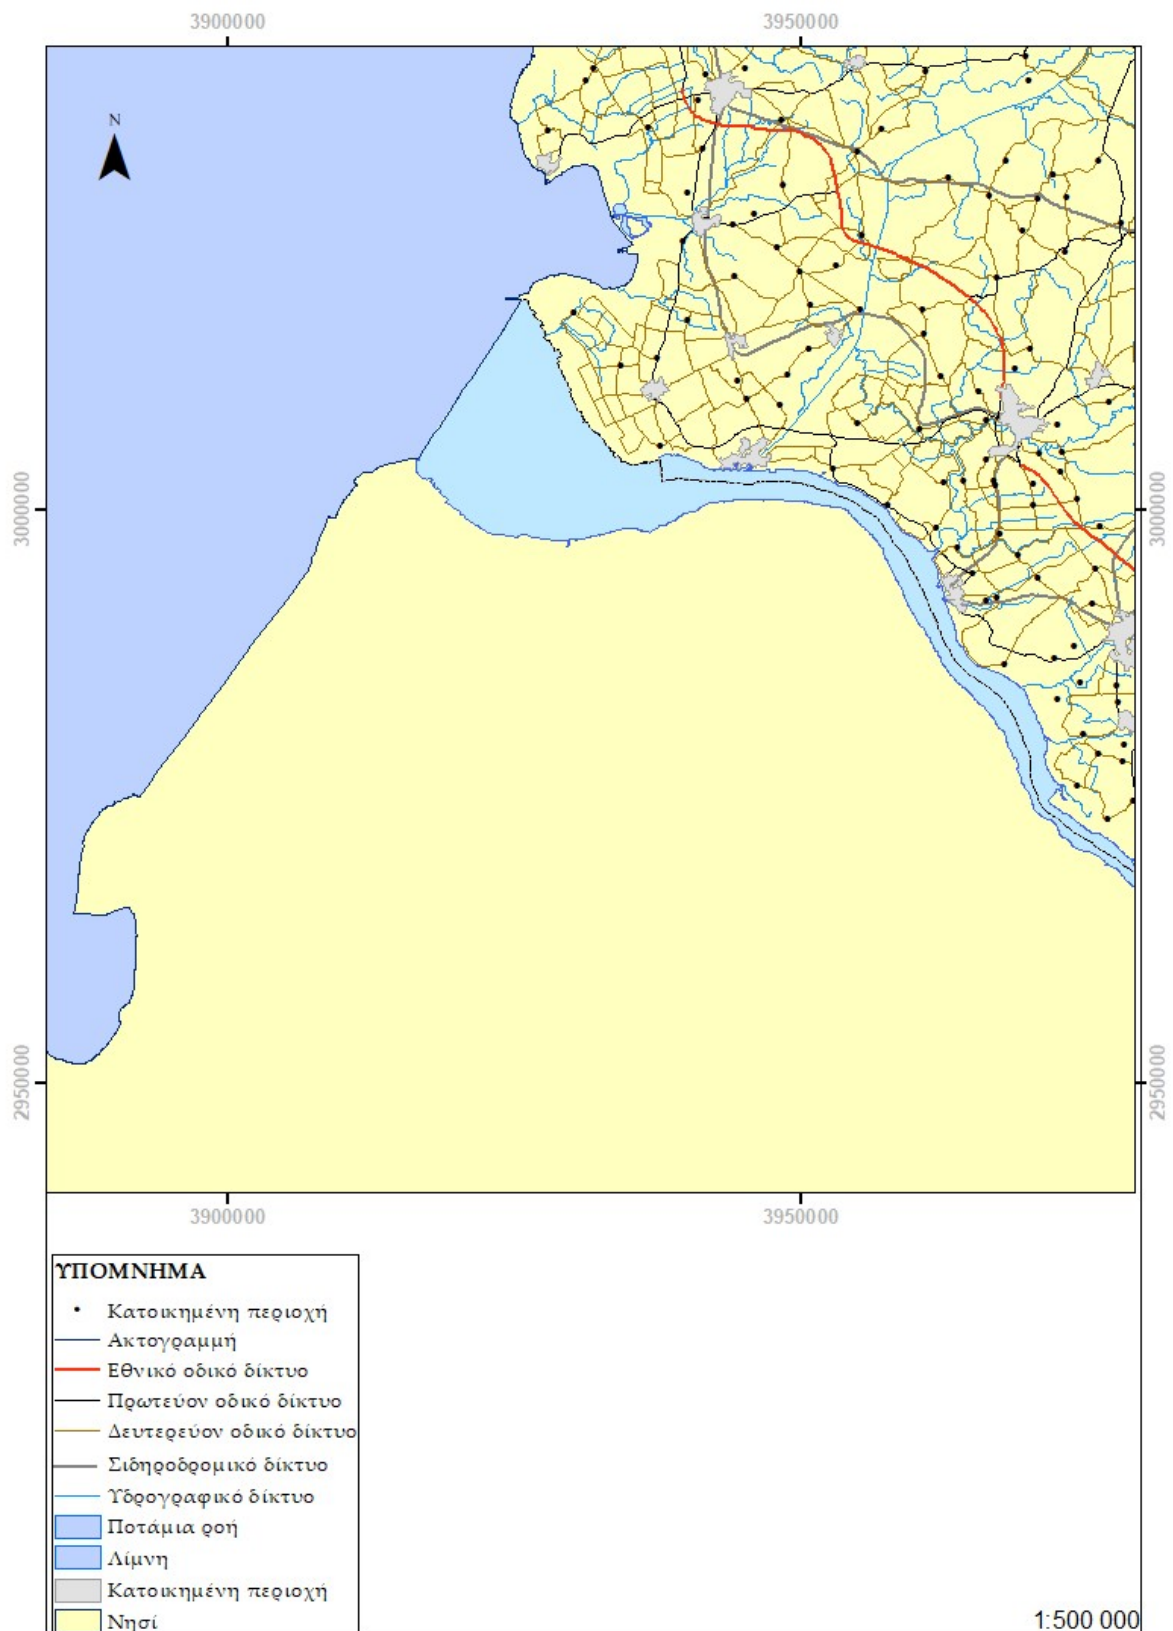 3900000 3950000
N
3000000 3000000
2950000 2950000
3900000 3950000
ΥΠΟΜΝΗΜΑ
Κατοικημένη περιοχή
Ακτογραμμή
Εθνικό οδικό δίκτυο
Πρωτεύον οδικό δίκτυο
Δευτερεύον οδικό δίκτυο
Σιδηροδρομικό δίκτυο
Υδρογραφικό δίκτυο
Ποτάμια ροή
Λίμνη
Κατοικημένη περιοχή
Νησί
1:500 000